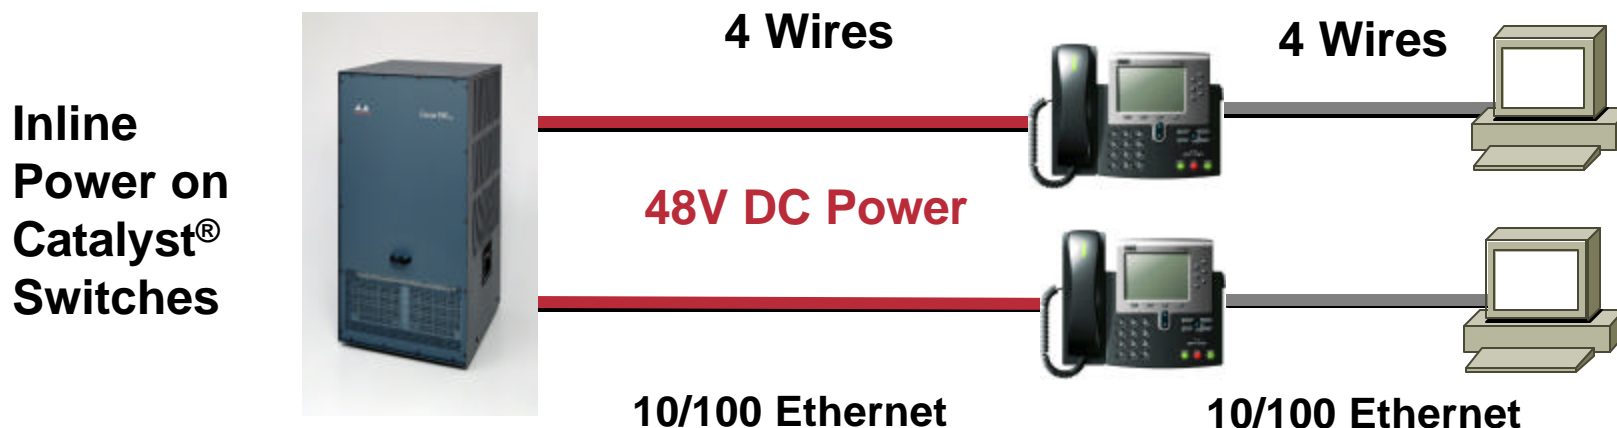 Inline
Power on
Catalyst®
Switches
4 Wires
4 Wires
48V DC Power
10/100 Ethernet
10/100 Ethernet